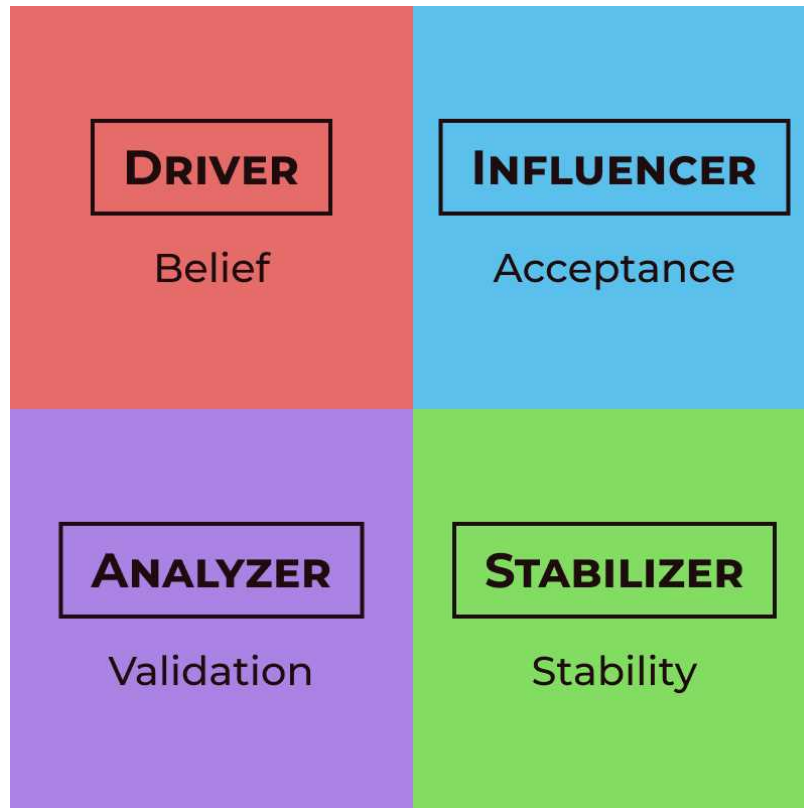 DRIVER
Belief
INFLUENCER
Acceptance
ANALYZER
Validation
STABILIZER
Stability